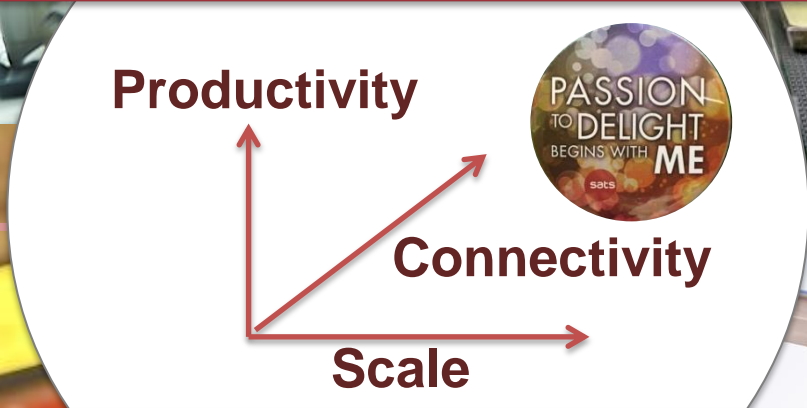 Productivity
PASSION
TO DELIGHT
BEGINS WITH ME
sats
Connectivity
Scale